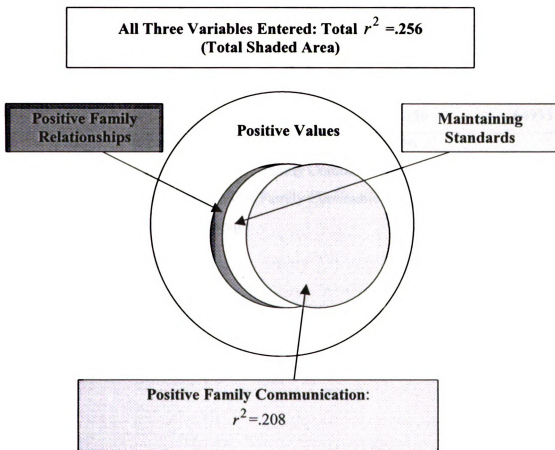 All Three Variables Entered: Total r² =.256
(Total Shaded Area)
Positive Family
Relationships
Positive Values
Maintaining
Standards
Positive Family Communication:
r² =.208